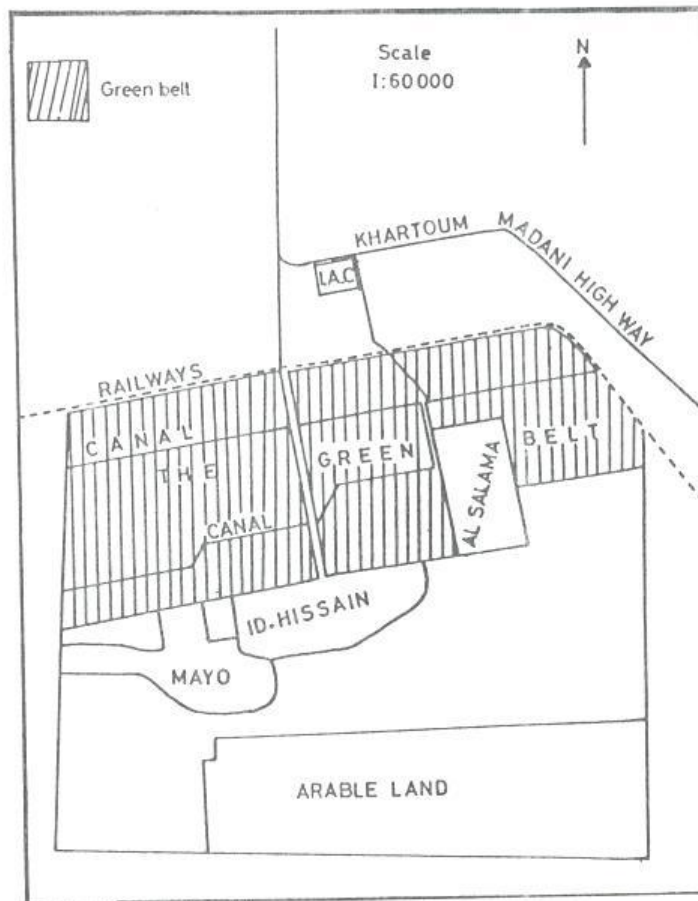 Scale
1:60000
N
Green belt
KHARTOUM MADANI HIGH WAY
I.A.C
RAILWAYS
CANAL
THE GREEN BELT
CANAL
AL SALAMA
ID-HISSAIN
MAYO
ARABLE LAND